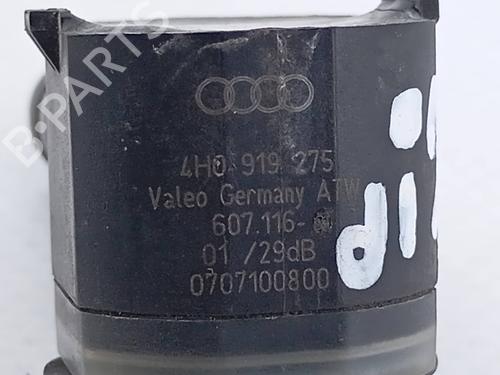 B-PARTS
4H0 919 275
Valeo Germany ATW
607.116-
01 /29dB
0707100800